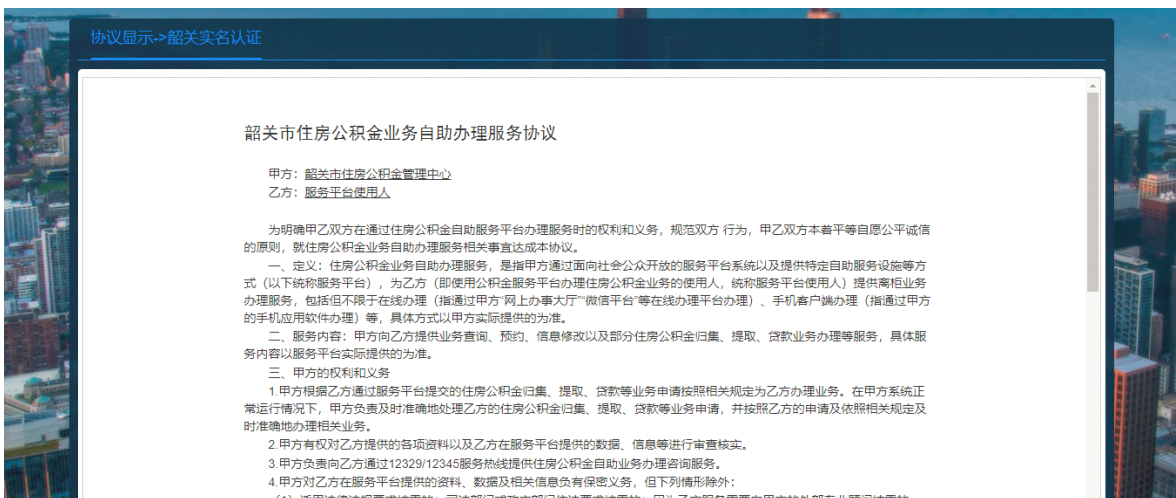 协议显示->韶关实名认证
韶关市住房公积金业务自助办理服务协议
甲方：韶关市住房公积金管理中心
乙方：服务平台使用人
为明确甲乙双方在通过住房公积金自助服务平台办理服务时的权利和义务，规范双方 行为，甲乙双方本着平等自愿公平诚信
的原则，就住房公积金业务自助办理服务相关事宜达成本协议。
一、定义：住房公积金业务自助办理服务，是指甲方通过面向社会公众开放的服务平台系统以及提供特定自助服务设施等方
式（以下统称服务平台），为乙方（即使用公积金服务平台办理住房公积金业务的使用人，统称服务平台使用人）提供离柜业务
办理服务，包括但不限于在线办理（指通过甲方“网上办事大厅”“微信平台”等在线办理平台办理）、手机客户端办理（指通过甲方
的手机应用软件办理）等，具体方式以甲方实际提供的为准。
二、服务内容：甲方向乙方提供业务查询、预约、信息修改以及部分住房公积金归集、提取、贷款业务办理等服务，具体服
务内容以服务平台实际提供的为准。
三、甲方的权利和义务
1.甲方根据乙方通过服务平台提交的住房公积金归集、提取、贷款等业务申请按照相关规定为乙方办理业务。在甲方系统正
常运行情况下，甲方负责及时准确地处理乙方的住房公积金归集、提取、贷款等业务申请，并按照乙方的申请及依照相关规定及
时准确地办理相关业务。
2.甲方有权对乙方提供的各项资料以及乙方在服务平台提供的数据、信息等进行审查核实。
3.甲方负责向乙方通过12329/12345服务热线提供住房公积金自助业务办理咨询服务。
4.甲方对乙方在服务平台提供的资料、数据及相关信息负有保密义务，但下列情形除外：